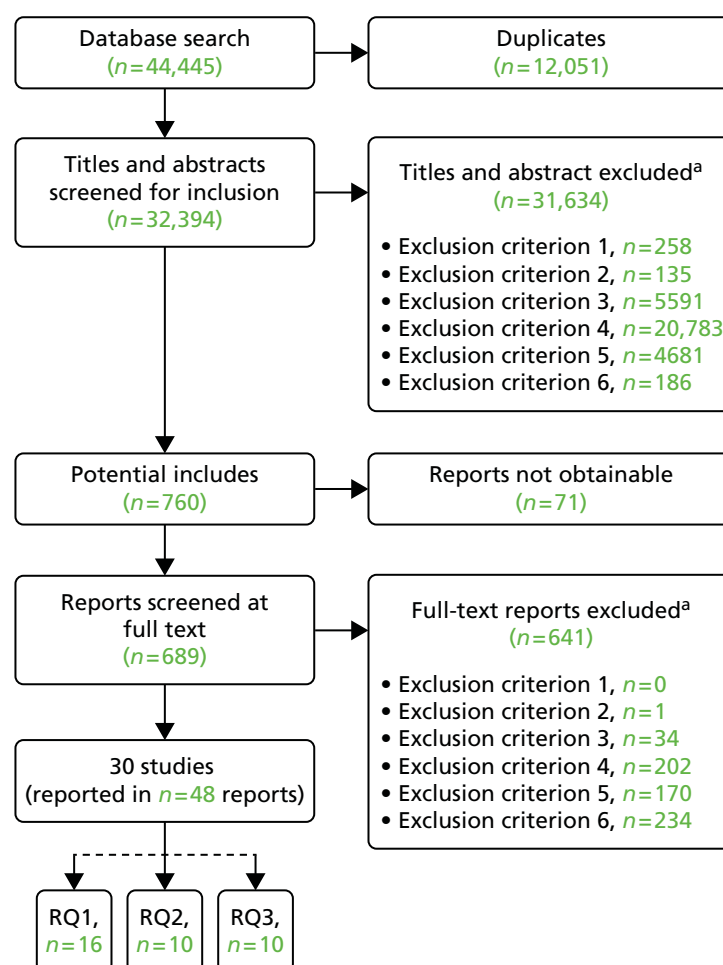 Database search
(n=44,445)
Duplicates
(n=12,051)
Titles and abstracts
screened for inclusion
(n=32,394)
Titles and abstract excludedª
(n=31,634)
• Exclusion criterion 1, n=258
• Exclusion criterion 2, n=135
• Exclusion criterion 3, n=5591
• Exclusion criterion 4, n=20,783
• Exclusion criterion 5, n=4681
• Exclusion criterion 6, n=186
Potential includes
(n=760)
Reports not obtainable
(n=71)
Reports screened at
full text
(n=689)
Full-text reports excludedª
(n=641)
• Exclusion criterion 1, n=0
• Exclusion criterion 2, n=1
• Exclusion criterion 3, n=34
• Exclusion criterion 4, n=202
• Exclusion criterion 5, n=170
• Exclusion criterion 6, n=234
30 studies
(reported in n=48 reports)
RQ1,
n=16
RQ2,
n=10
RQ3,
n=10